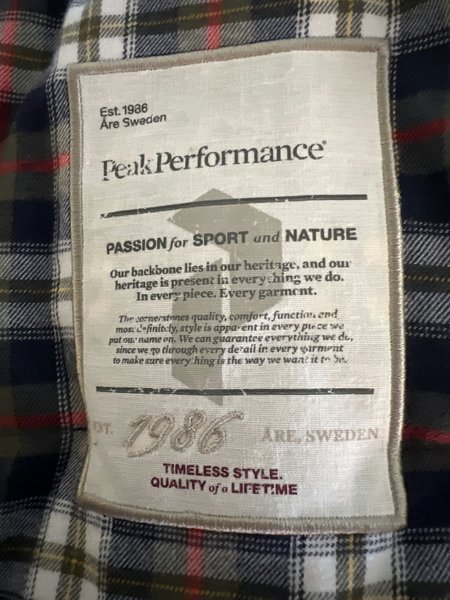 Est. 1986
Åre Sweden
PeakPerformance
PASSION for SPORT and NATURE
Our backbone lies in our heritage, and our
heritage is present in everything we do.
In every piece. Every garment.
The cornerstones quality, comfort, function and
most definitely, style is apparent in every piece we
put our name on. We can guarantee everything we do,
since we go through every detail in every garment
to make sure everything is the way we want it to be.
EST. 1986 ÅRE, SWEDEN
TIMELESS STYLE.
QUALITY of a LIFETIME